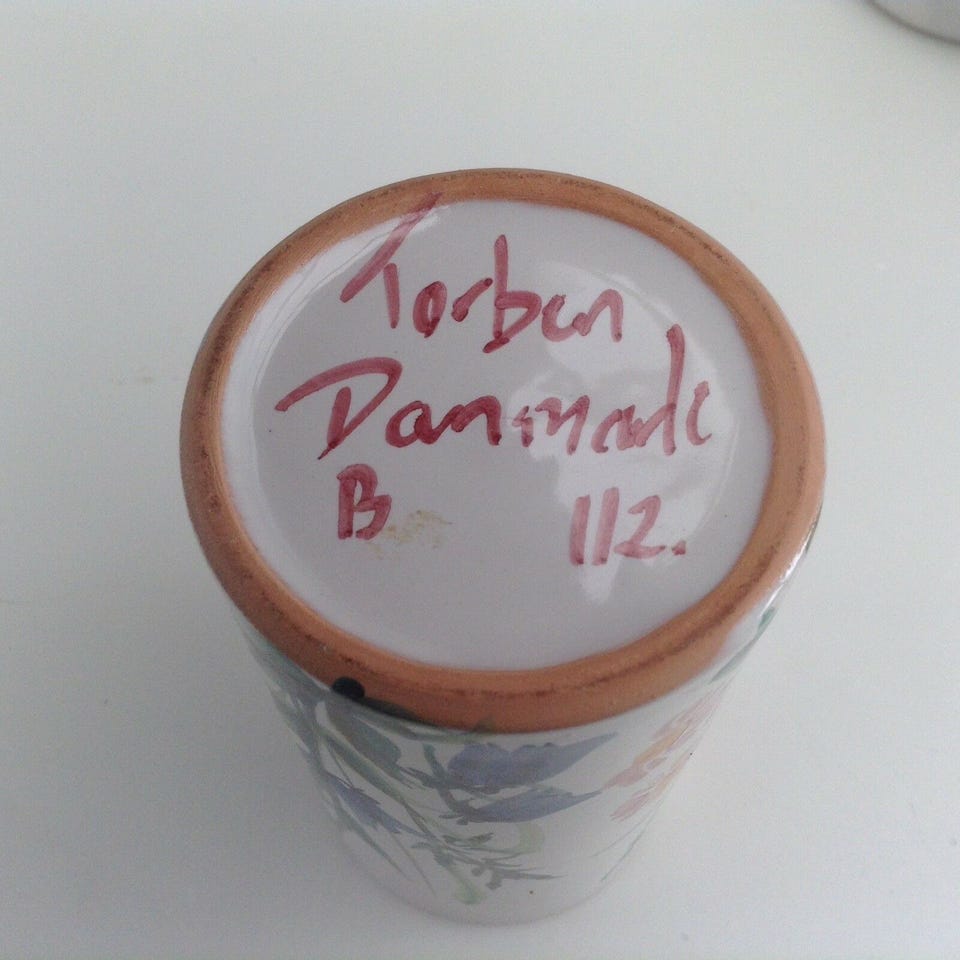 Torben
Danmark
B 112.